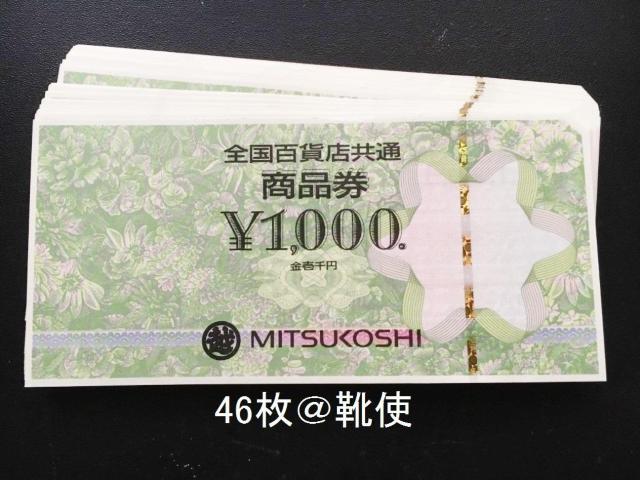 全国百貨店共通
商品券
¥1,000.
金壱千円
越 MITSUKOSHI
46枚@靴使